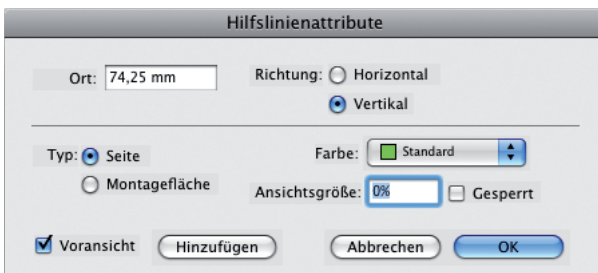 Hilfslinienattribute
Ort: 74,25 mm Richtung: Horizontal
Vertikal
Typ: Seite Farbe: Standard
Montagefläche Ansichtsgröße: 0% Gesperrt
Voransicht Hinzufügen Abbrechen OK